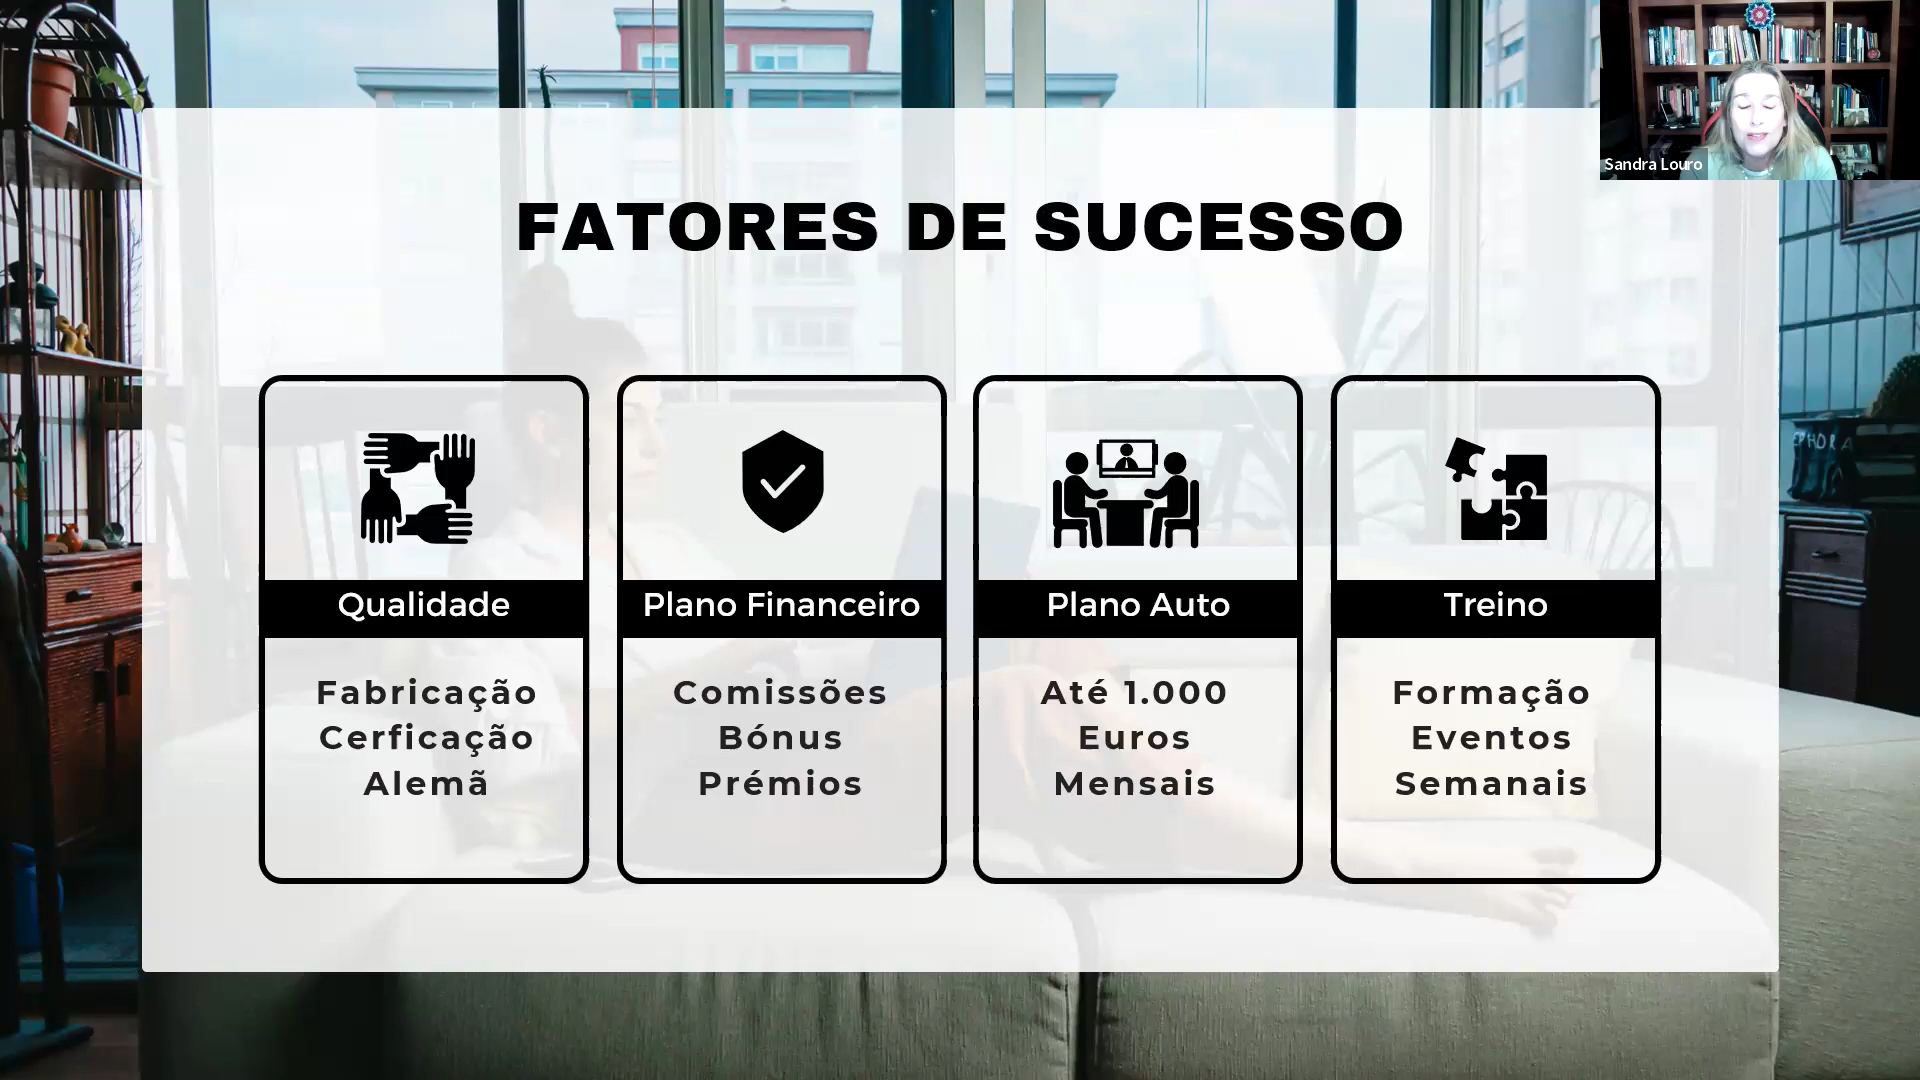 Sandra Louro
FATORES DE SUCESSO
Qualidade
Fabricação
Cerficação
Alemã
Plano Financeiro
Comissões
Bónus
Prémios
Plano Auto
Até 1.000
Euros
Mensais
Treino
Formação
Eventos
Semanais